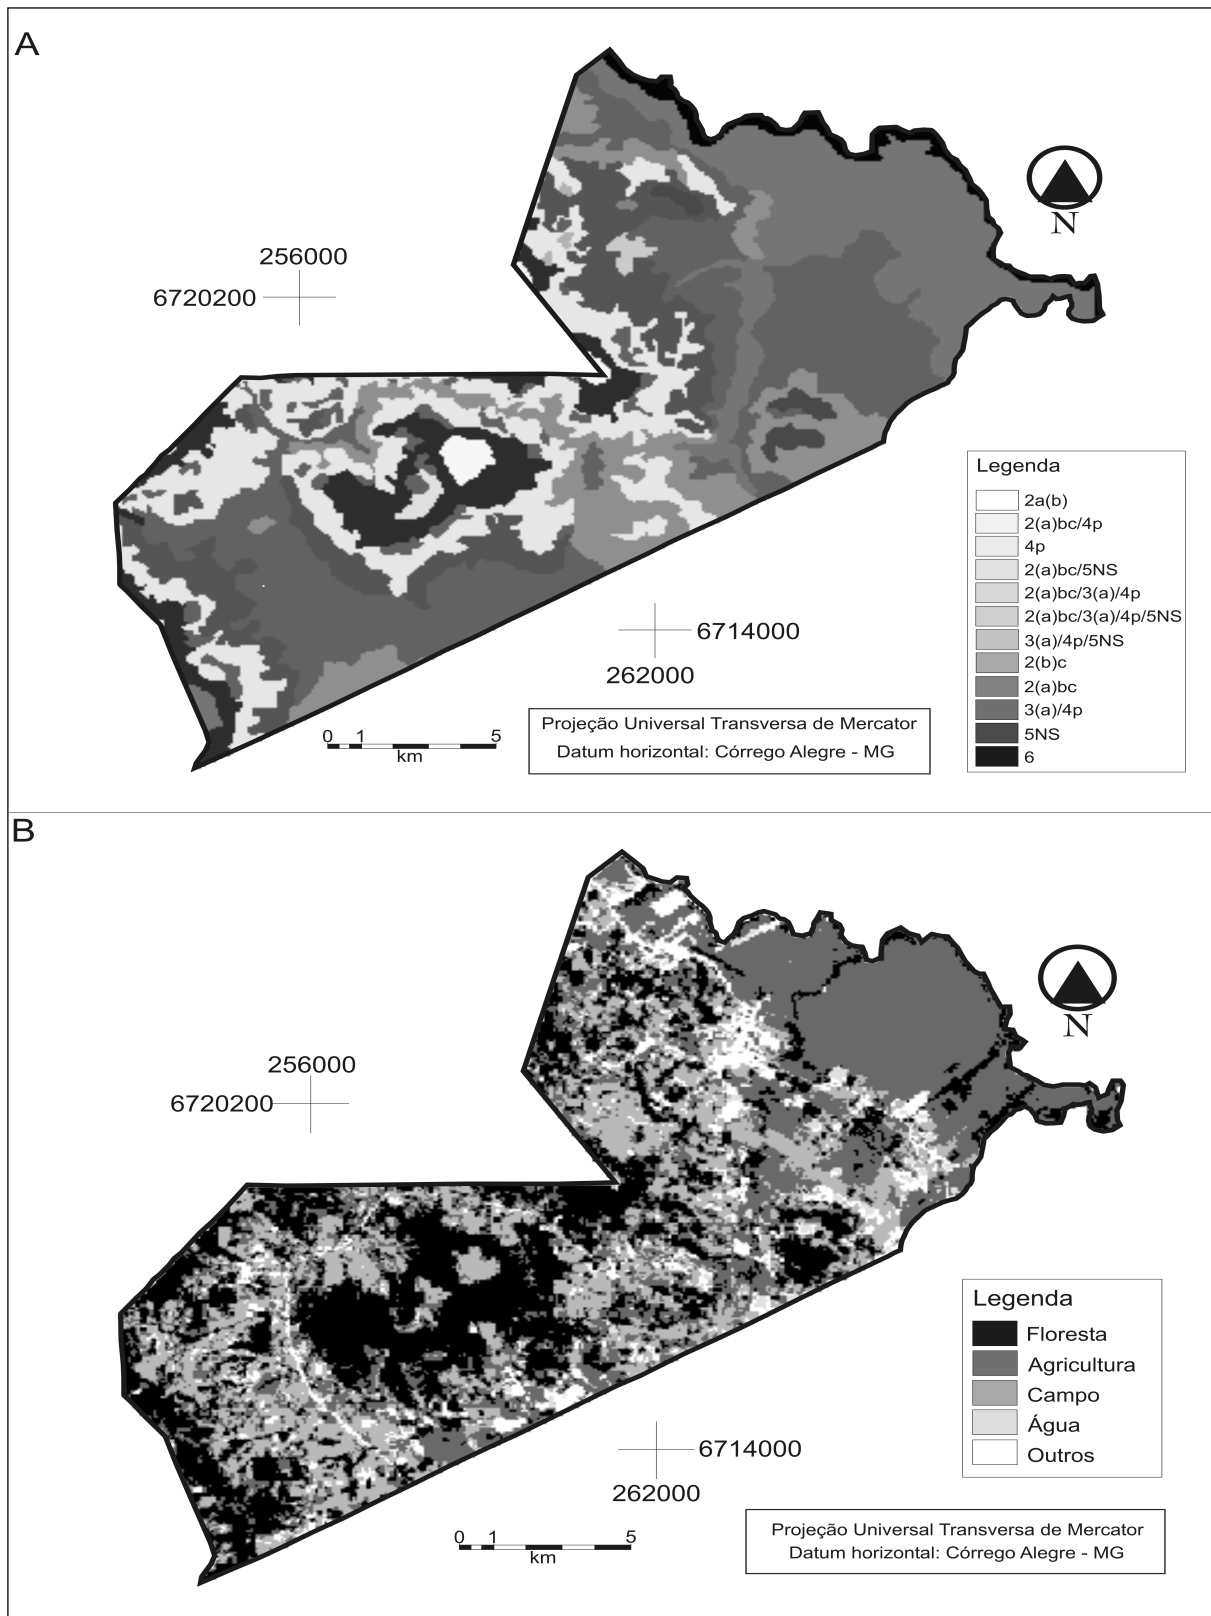 A
N
256000
6720200
Legenda
2a(b)
2(a)bc/4p
4p
2(a)bc/5NS
2(a)bc/3(a)/4p
2(a)bc/3(a)/4p/5NS
3(a)/4p/5NS
2(b)c
2(a)bc
3(a)/4p
5NS
6
6714000
262000
0 1 5
km
Projeção Universal Transversa de Mercator
Datum horizontal: Córrego Alegre - MG
B
N
256000
6720200
Legenda
Floresta
Agricultura
Campo
Água
Outros
6714000
262000
0 1 5
km
Projeção Universal Transversa de Mercator
Datum horizontal: Córrego Alegre - MG